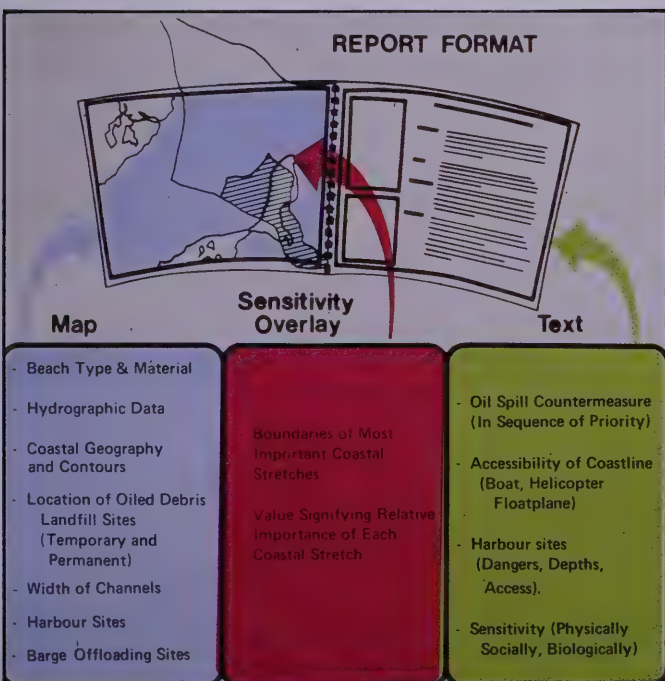 REPORT FORMAT
Map
Sensitivity
Overlay
Text
- Beach Type & Material
- Hydrographic Data
- Coastal Geography
and Contours
- Location of Oiled Debris
Landfill Sites
(Temporary and
Permanent)
- Width of Channels
- Harbour Sites
- Barge Offloading Sites
Boundaries of Most
Important Coastal
Stretches
Value Signifying Relative
Importance of Each
Coastal Stretch
- Oil Spill Countermeasure
(In Sequence of Priority)
- Accessibility of Coastline
(Boat, Helicopter
Floatplane)
- Harbour sites
(Dangers, Depths,
Access).
- Sensitivity (Physically
Socially, Biologically)